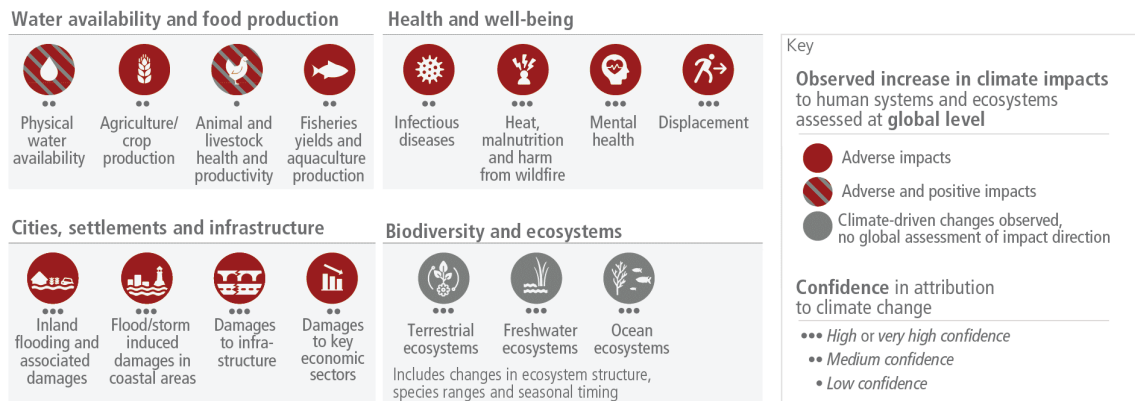 Water availability and food production
Physical
water
availability
Agriculture/
crop
production
Animal and
livestock
health and
productivity
Fisheries
yields and
aquaculture
production
Health and well-being
Infectious
diseases
Heat,
malnutrition
and harm
from wildfire
Mental
health
Displacement
Cities, settlements and infrastructure
Inland
flooding and
associated
damages
Flood/storm
induced
damages in
coastal areas
Damages
to infra-
structure
Damages
to key
economic
sectors
Biodiversity and ecosystems
Terrestrial
ecosystems
Freshwater
ecosystems
Ocean
ecosystems
Includes changes in ecosystem structure,
species ranges and seasonal timing
Key
Observed increase in climate impacts
to human systems and ecosystems
assessed at global level
Adverse impacts
Adverse and positive impacts
Climate-driven changes observed,
no global assessment of impact direction
Confidence in attribution
to climate change
••• High or very high confidence
•• Medium confidence
• Low confidence